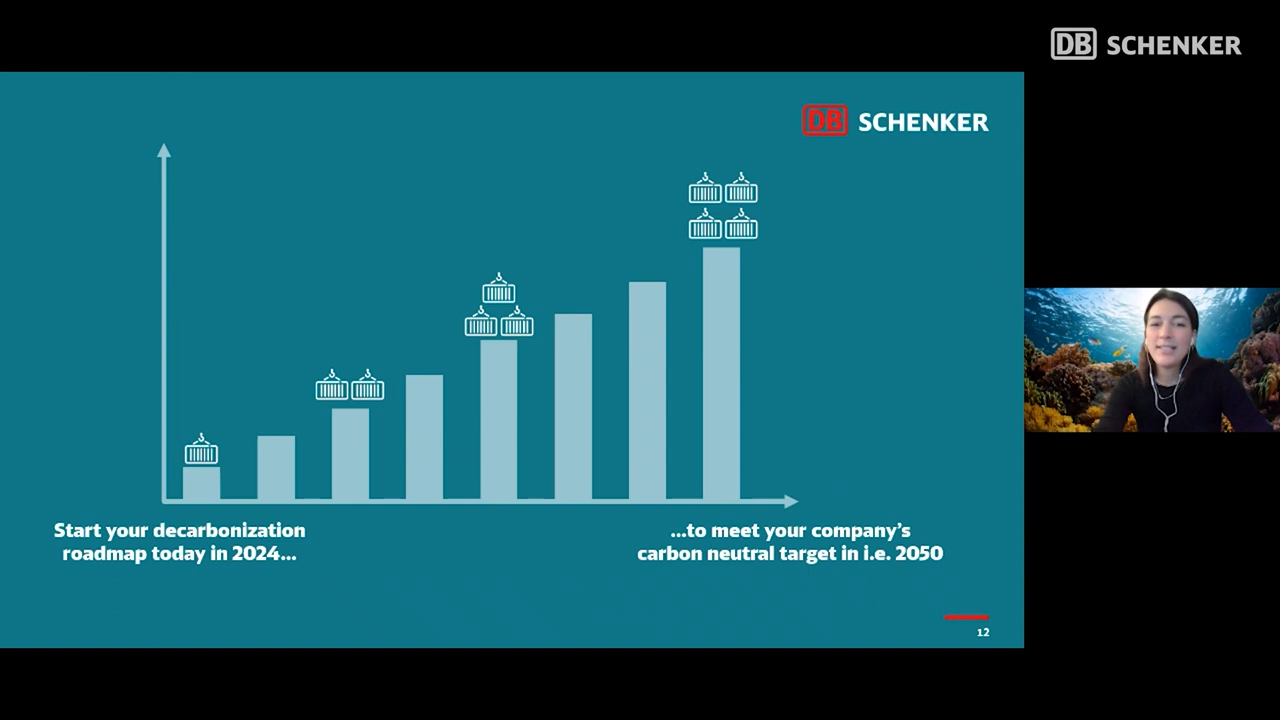 DB SCHENKER
DB SCHENKER
Start your decarbonization
roadmap today in 2024...
...to meet your company's
carbon neutral target in i.e. 2050
12